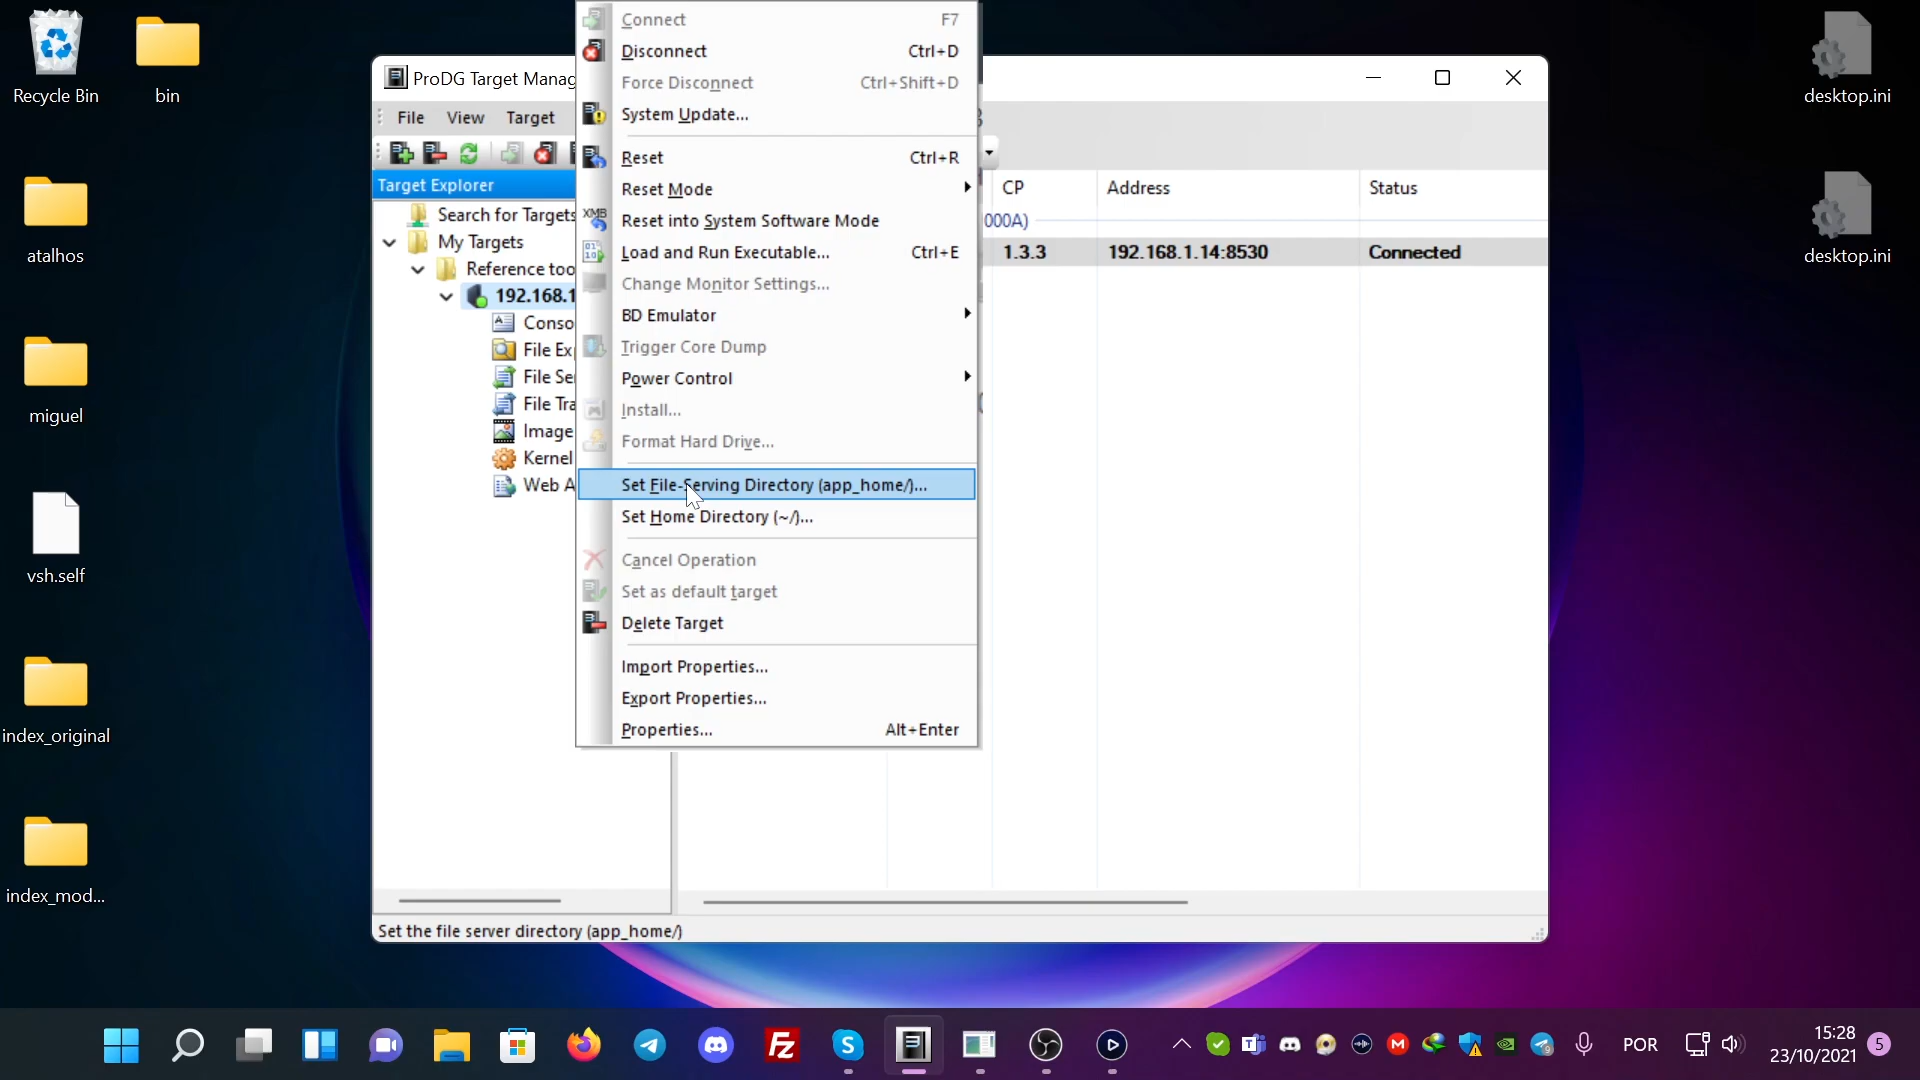 Recycle Bin
bin
atalhos
miguel
vsh.self
index_original
index_mod...
desktop.ini
desktop.ini
ProDG Target Manag
File View Target
Target Explorer
Search for Targets
My Targets
Reference too
192.168.1
Conso
File Ex
File Se
File Tra
Image
Kernel
Web A
Connect F7
Disconnect Ctrl+D
Force Disconnect Ctrl+Shift+D
System Update...
Reset Ctrl+R
Reset Mode
XMB
Reset into System Software Mode
Load and Run Executable... Ctrl+E
Change Monitor Settings...
BD Emulator
Trigger Core Dump
Power Control
Install...
Format Hard Drive...
Set File-Serving Directory (app_home/)...
Set Home Directory (~/)...
Cancel Operation
Set as default target
Delete Target
Import Properties...
Export Properties...
Properties... Alt+Enter
CP Address Status
000A)
1.3.3 192.168.1.14:8530 Connected
Set the file server directory (app_home/)
POR
15:28
23/10/2021
5